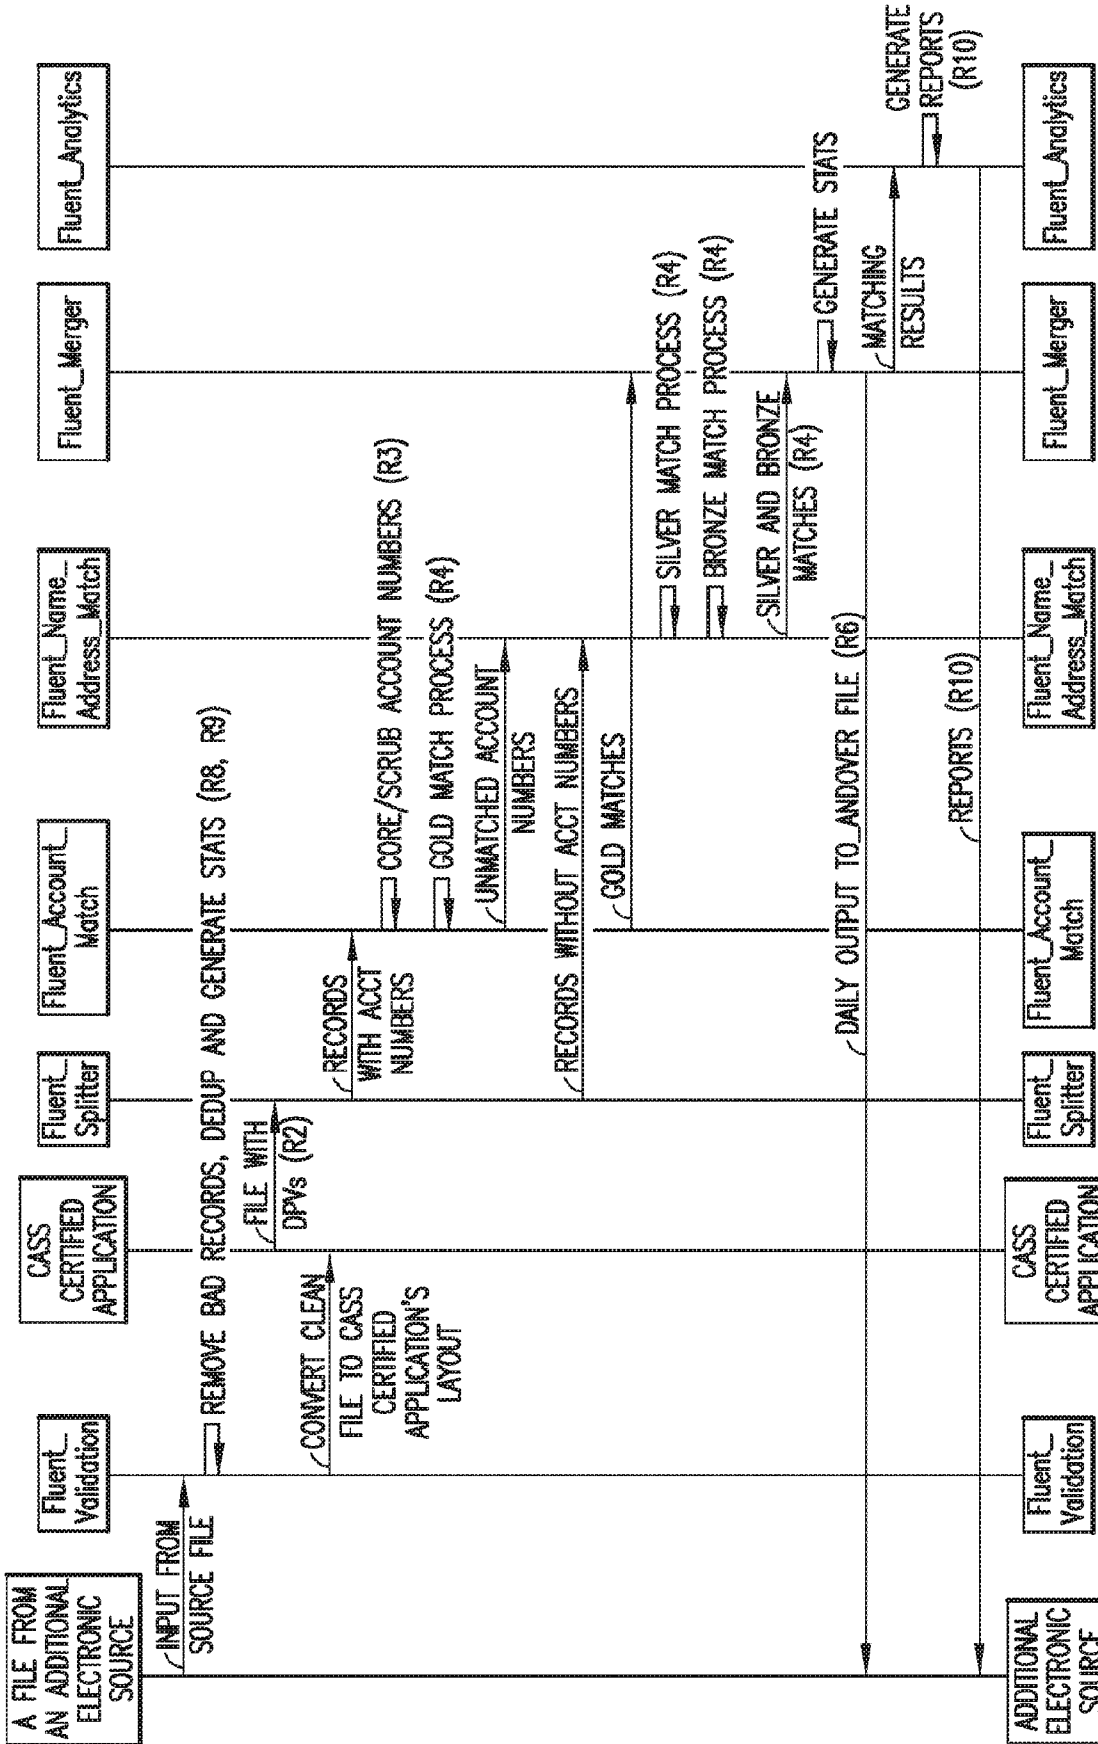 A FILE FROM
AN ADDITIONAL
ELECTRONIC
SOURCE
Fluent_
Validation
CASS
CERTIFIED
APPLICATION
Fluent_
Splitter
Fluent_Account_
Match
Fluent_Name_
Address_Match
Fluent_Merger
Fluent_Analytics
INPUT FROM
SOURCE FILE
REMOVE BAD RECORDS, DEDUP AND GENERATE STATS (R8, R9)
FILE WITH
DPVs (R2)
CONVERT CLEAN
FILE TO CASS
CERTIFIED
APPLICATION'S
LAYOUT
RECORDS
WITH ACCT
NUMBERS
CORE/SCRUB ACCOUNT NUMBERS (R3)
GOLD MATCH PROCESS (R4)
UNMATCHED ACCOUNT
NUMBERS
RECORDS WITHOUT ACCT NUMBERS
GOLD MATCHES
SILVER MATCH PROCESS (R4)
BRONZE MATCH PROCESS (R4)
SILVER AND BRONZE
MATCHES (R4)
GENERATE STATS
DAILY OUTPUT TO ANDOVER FILE (R6)
MATCHING
RESULTS
GENERATE
REPORTS
(R10)
REPORTS (R10)
ADDITIONAL
ELECTRONIC
SOURCE
Fluent_
Validation
CASS
CERTIFIED
APPLICATION
Fluent_
Splitter
Fluent_Account_
Match
Fluent_Name_
Address_Match
Fluent_Merger
Fluent_Analytics